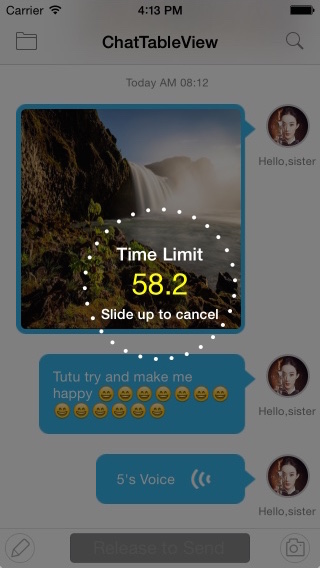 Carrier 4:13 PM
ChatTableView
Today AM 08:12
Hello,sister
Time Limit
58.2
Slide up to cancel
Tutu try and make me
happy 😄😄😄😄😄😄😄
😄😄😄😄😄😄
Hello,sister
5's Voice
Hello,sister
Release to Send